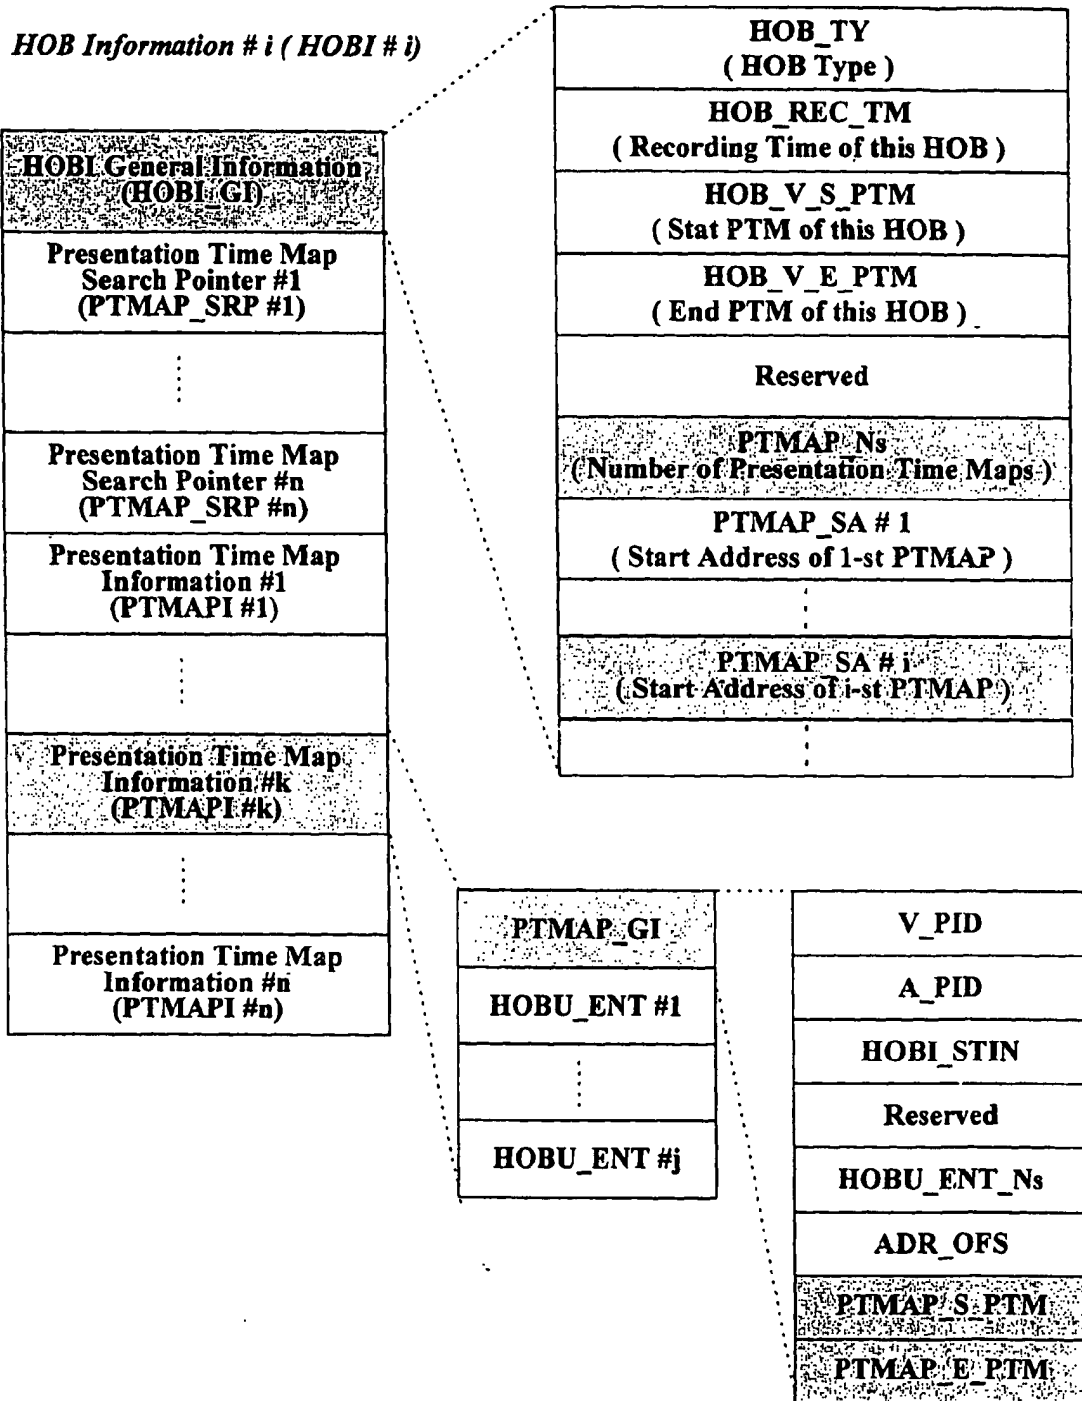 HOB Information # i ( HOBI # i)
HOBI General Information
(HOBI_GI)
Presentation Time Map
Search Pointer #1
(PTMAP_SRP #1)
Presentation Time Map
Search Pointer #n
(PTMAP_SRP #n)
Presentation Time Map
Information #1
(PTMAPI #1)
Presentation Time Map
Information #k
(PTMAPI #k)
Presentation Time Map
Information #n
(PTMAPI #n)
HOB_TY
( HOB Type )
HOB_REC_TM
( Recording Time of this HOB )
HOB_V_S_PTM
( Stat PTM of this HOB )
HOB_V_E_PTM
( End PTM of this HOB )
Reserved
PTMAP_Ns
( Number of Presentation Time Maps )
PTMAP_SA # 1
( Start Address of 1-st PTMAP )
PTMAP_SA # i
( Start Address of i-st PTMAP )
PTMAP_GI
HOBU_ENT #1
HOBU_ENT #j
V_PID
A_PID
HOBI_STIN
Reserved
HOBU_ENT_Ns
ADR_OFS
PTMAP_S_PTM
PTMAP_E_PTM